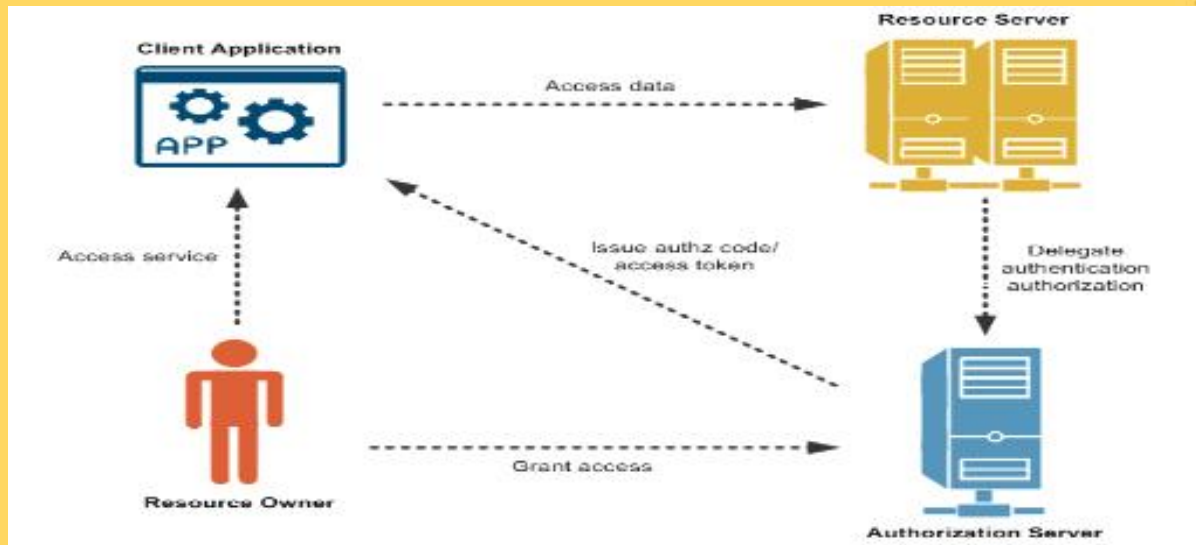 Resource Server
Client Application
Access data
APP
Issue authz code/
access token
Access service
Delegate
authentication
authorization
Grant access
Resource Owner
Authorization Server